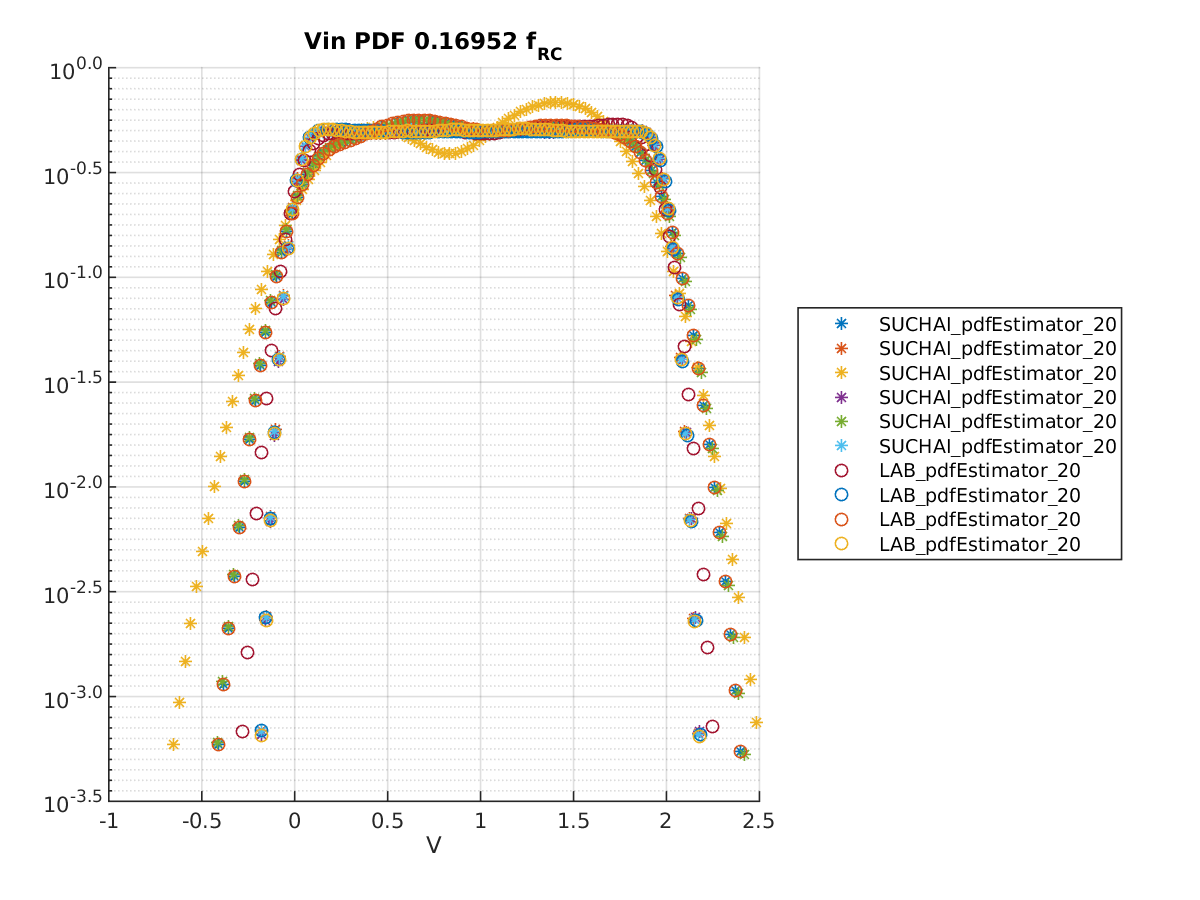 Vin PDF 0.16952 f_RC
10^0.0
10^-0.5
10^-1.0
10^-1.5
10^-2.0
10^-2.5
10^-3.0
10^-3.5
-1 -0.5 0 0.5 1 1.5 2 2.5
V
SUCHAI_pdfEstimator_20
SUCHAI_pdfEstimator_20
SUCHAI_pdfEstimator_20
SUCHAI_pdfEstimator_20
SUCHAI_pdfEstimator_20
SUCHAI_pdfEstimator_20
LAB_pdfEstimator_20
LAB_pdfEstimator_20
LAB_pdfEstimator_20
LAB_pdfEstimator_20